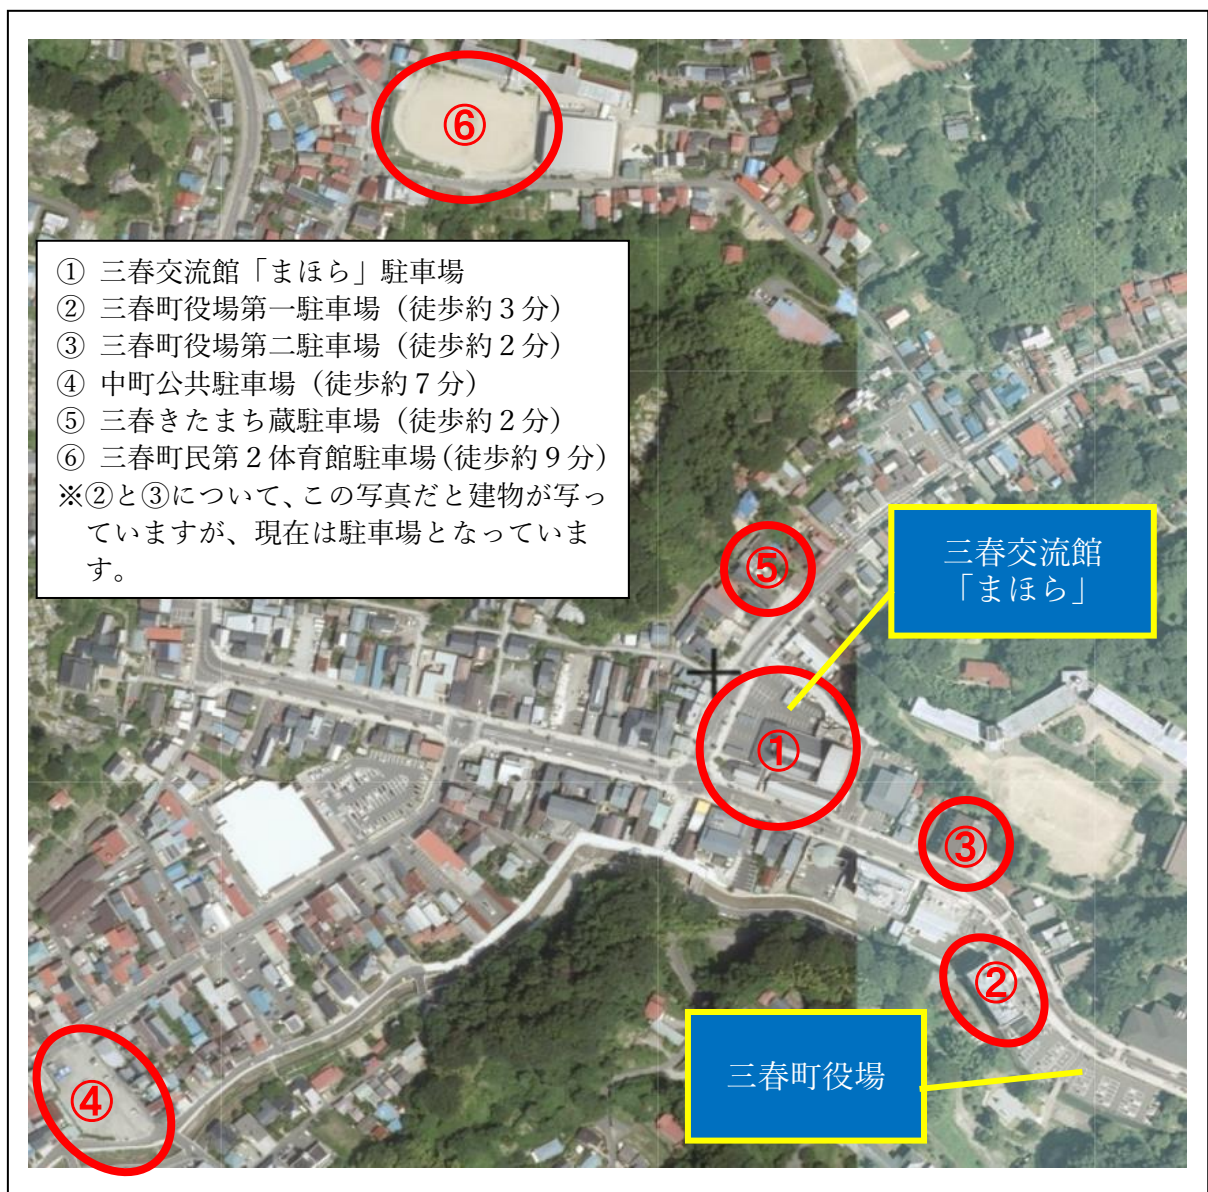 ⑥
① 三春交流館「まほら」駐車場
② 三春町役場第一駐車場（徒歩約３分）
③ 三春町役場第二駐車場（徒歩約２分）
④ 中町公共駐車場（徒歩約７分）
⑤ 三春きたまち蔵駐車場（徒歩約２分）
⑥ 三春町民第２体育館駐車場（徒歩約９分）
※②と③について、この写真だと建物が写っ
ていますが、現在は駐車場となっていま
す。
三春交流館
「まほら」
⑤
①
③
②
三春町役場
④